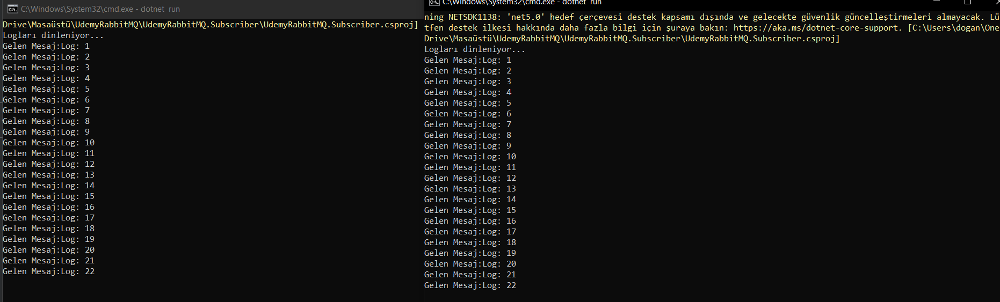 C:\Windows\System32\cmd.exe - dotnet run
Drive\Masaüstü\UdemyRabbitMQ\UdemyRabbitMQ.Subscriber\UdemyRabbitMQ.Subscriber.csproj]
Logları dinleniyor...
Gelen Mesaj:Log: 1
Gelen Mesaj:Log: 2
Gelen Mesaj:Log: 3
Gelen Mesaj:Log: 4
Gelen Mesaj:Log: 5
Gelen Mesaj:Log: 6
Gelen Mesaj:Log: 7
Gelen Mesaj:Log: 8
Gelen Mesaj:Log: 9
Gelen Mesaj:Log: 10
Gelen Mesaj:Log: 11
Gelen Mesaj:Log: 12
Gelen Mesaj:Log: 13
Gelen Mesaj:Log: 14
Gelen Mesaj:Log: 15
Gelen Mesaj:Log: 16
Gelen Mesaj:Log: 17
Gelen Mesaj:Log: 18
Gelen Mesaj:Log: 19
Gelen Mesaj:Log: 20
Gelen Mesaj:Log: 21
Gelen Mesaj:Log: 22
C:\Windows\System32\cmd.exe - dotnet run
ning NETSDK1138: 'net5.0' hedef çerçevesi destek kapsamı dışında ve gelecekte güvenlik güncelleştirmeleri almayacak. Lü
tfen destek ilkesi hakkında daha fazla bilgi için şuraya bakın: https://aka.ms/dotnet-core-support. [C:\Users\dogan\One
Drive\Masaüstü\UdemyRabbitMQ\UdemyRabbitMQ.Subscriber\UdemyRabbitMQ.Subscriber.csproj]
Logları dinleniyor...
Gelen Mesaj:Log: 1
Gelen Mesaj:Log: 2
Gelen Mesaj:Log: 3
Gelen Mesaj:Log: 4
Gelen Mesaj:Log: 5
Gelen Mesaj:Log: 6
Gelen Mesaj:Log: 7
Gelen Mesaj:Log: 8
Gelen Mesaj:Log: 9
Gelen Mesaj:Log: 10
Gelen Mesaj:Log: 11
Gelen Mesaj:Log: 12
Gelen Mesaj:Log: 13
Gelen Mesaj:Log: 14
Gelen Mesaj:Log: 15
Gelen Mesaj:Log: 16
Gelen Mesaj:Log: 17
Gelen Mesaj:Log: 18
Gelen Mesaj:Log: 19
Gelen Mesaj:Log: 20
Gelen Mesaj:Log: 21
Gelen Mesaj:Log: 22